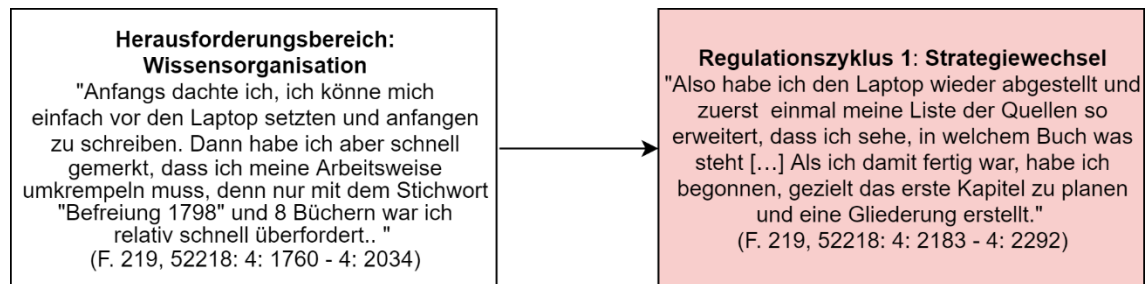 Herausforderungsbereich:
Wissensorganisation
"Anfangs dachte ich, ich könne mich
einfach vor den Laptop setzten und anfangen
zu schreiben. Dann habe ich aber schnell
gemerkt, dass ich meine Arbeitsweise
umkrempeln muss, denn nur mit dem Stichwort
"Befreiung 1798" und 8 Büchern war ich
relativ schnell überfordert.. "
(F. 219, 52218: 4: 1760 - 4: 2034)
Regulationszyklus 1: Strategiewechsel
"Also habe ich den Laptop wieder abgestellt und
zuerst einmal meine Liste der Quellen so
erweitert, dass ich sehe, in welchem Buch was
steht [...] Als ich damit fertig war, habe ich
begonnen, gezielt das erste Kapitel zu planen
und eine Gliederung erstellt."
(F. 219, 52218: 4: 2183 - 4: 2292)